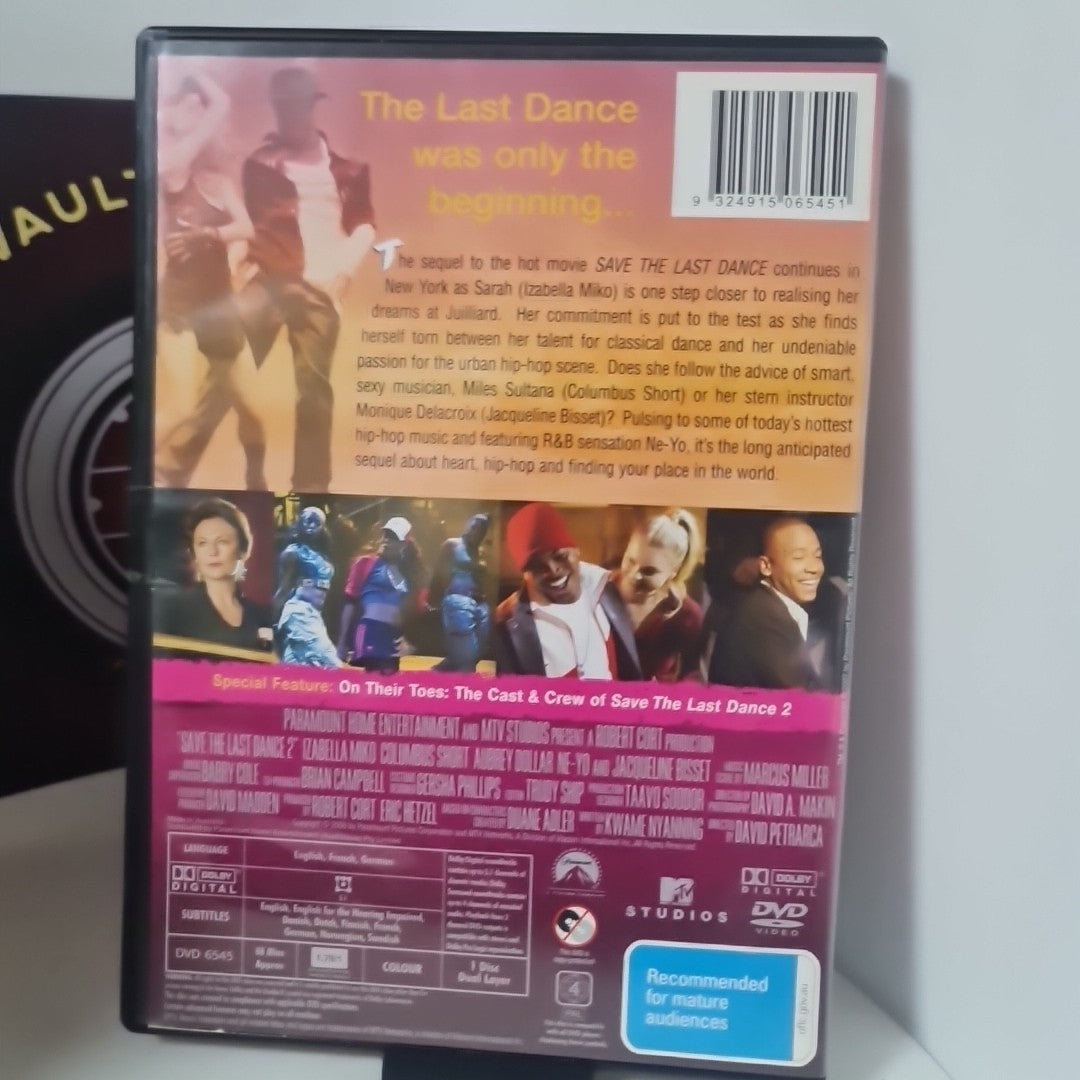 VAULT
The Last Dance
was only the
beginning...
9 324915 065451
The sequel to the hot movie SAVE THE LAST DANCE continues in
New York as Sarah (Izabella Miko) is one step closer to realising her
dreams at Juilliard. Her commitment is put to the test as she finds
herself torn between her talent for classical dance and her undeniable
passion for the urban hip-hop scene. Does she follow the advice of smart,
sexy musician, Miles Sultana (Columbus Short) or her stern instructor
Monique Delacroix (Jacqueline Bisset)? Pulsing to some of today's hottest
hip-hop music and featuring R&B sensation Ne-Yo, it's the long anticipated
sequel about heart, hip-hop and finding your place in the world.
Special Feature: On Their Toes: The Cast & Crew of Save The Last Dance 2
PARAMOUNT HOME ENTERTAINMENT AND MTV STUDIOS PRESENT A ROBERT CORT PRODUCTION
"SAVE THE LAST DANCE 2" IZABELLA MIKO COLUMBUS SHORT AUBREY DOLLAR NE-YO AND JACQUELINE BISSET MARCUS MILLER
BARRY COLE BRIAN CAMPBELL GERSHA PHILLIPS TRUDY SHIP TAAVO SODDOR DAVID A. MAKIN
DAVID MADDEN ROBERT CORT ERIC HETZEL DUANE ADLER KWAME NYANNING DAVID PETRARCA
LANGUAGE English, French, German
DOLBY DIGITAL
SUBTITLES English, English for the Hearing Impaired,
Danish, Dutch, Finnish, French,
German, Norwegian, Swedish
DVD 6545 88 Mins Approx 1.78:1 COLOUR 1 Disc Dual Layer
Paramount
MTV
STUDIOS
DOLBY DIGITAL
DVD VIDEO
4
PAL
Recommended
for mature
audiences